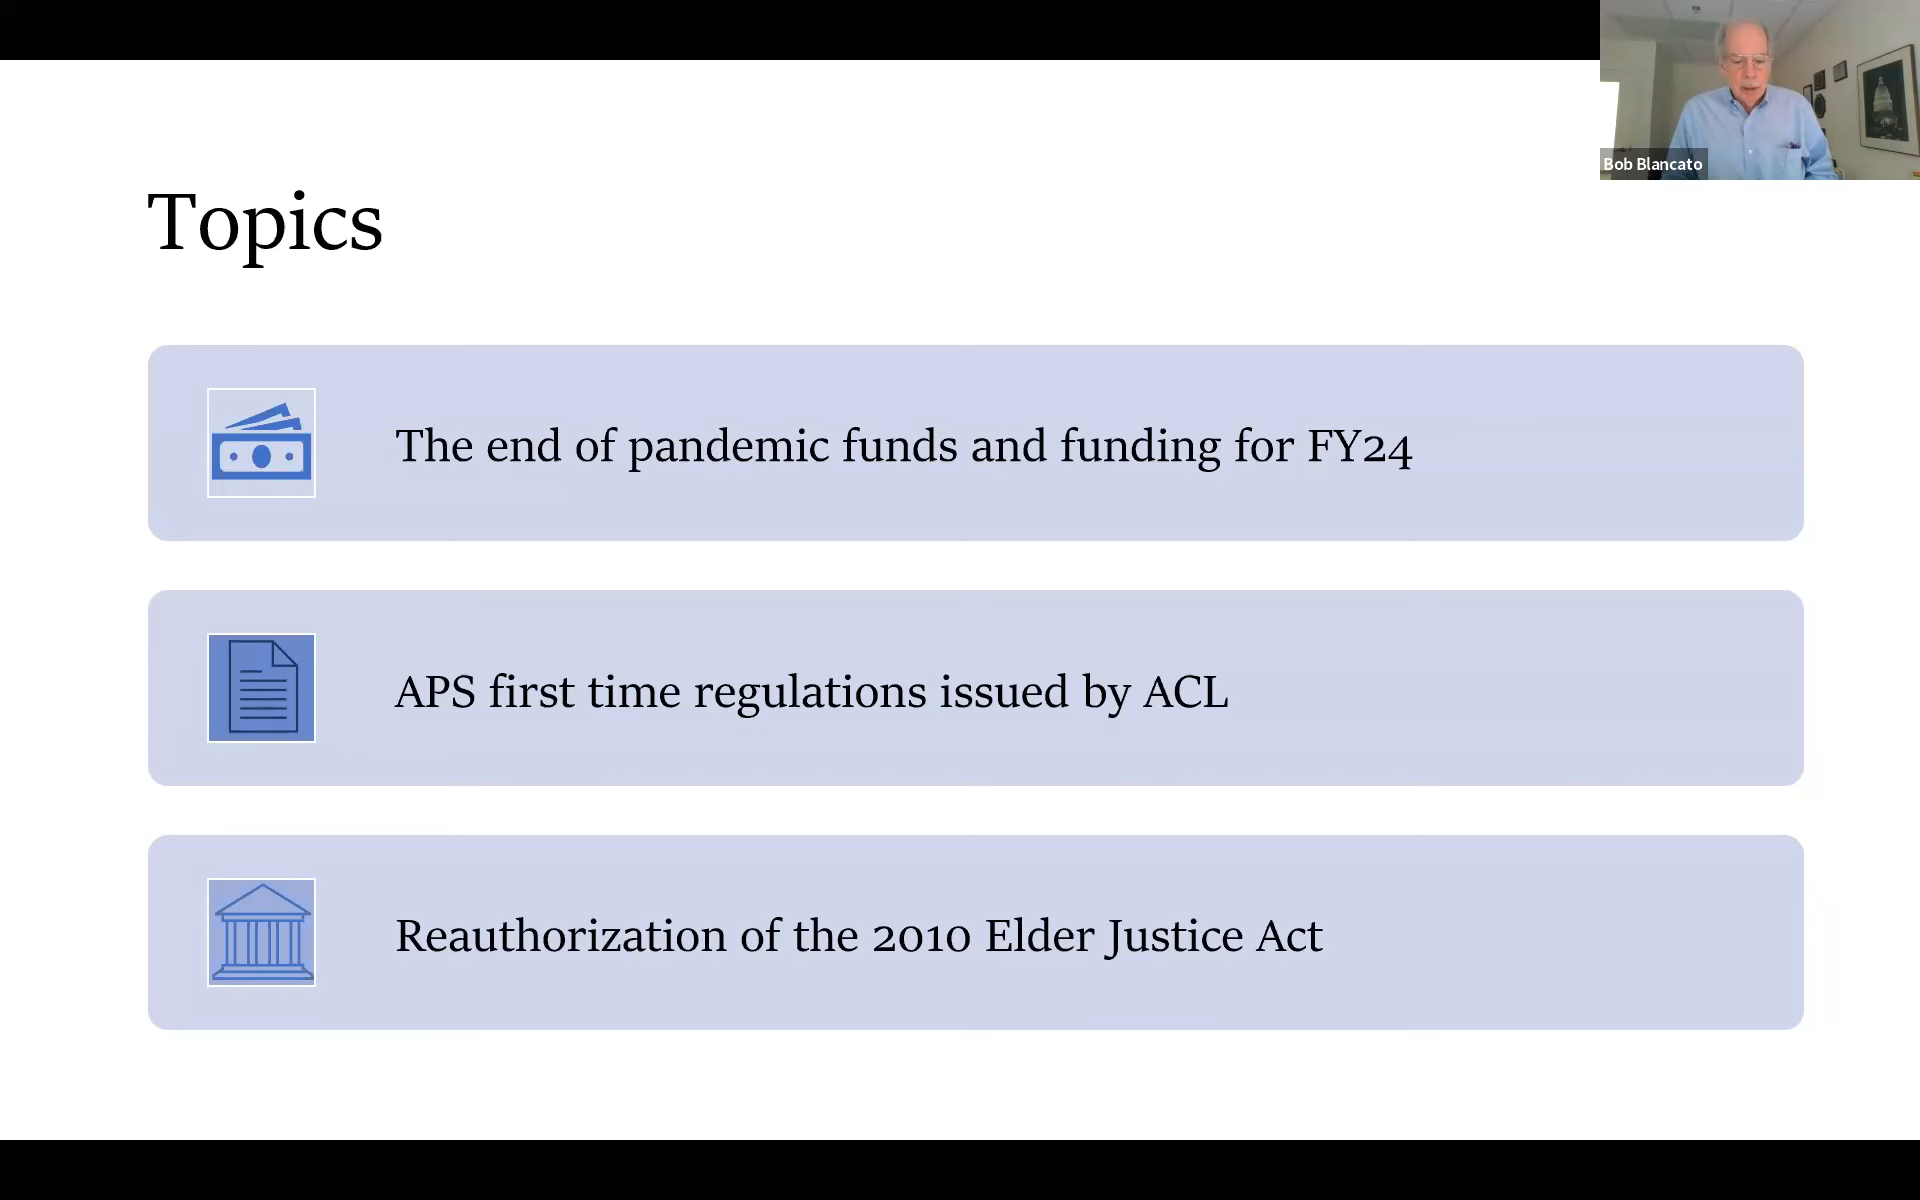 Bob Blancato
Topics
The end of pandemic funds and funding for FY24
APS first time regulations issued by ACL
Reauthorization of the 2010 Elder Justice Act